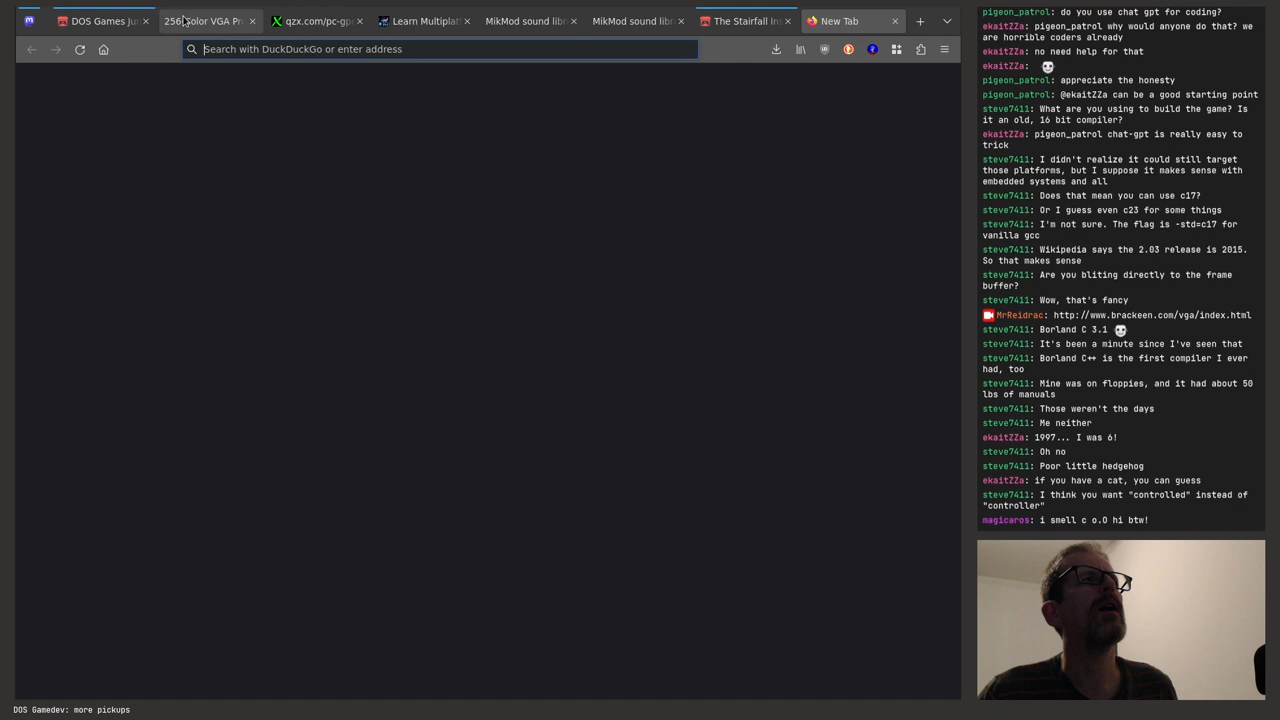 DOS Games Ju
256-Color VGA Pr
qzx.com/pc-gp
Learn Multiplat
MikMod sound lib
MikMod sound lib
The Stairfall Ins
New Tab
Search with DuckDuckGo or enter address
pigeon_patrol: do you use chat gpt for coding?
ekaitZZa: pigeon_patrol why would anyone do that? we
are horrible coders already
ekaitZZa: no need help for that
ekaitZZa:
pigeon_patrol: appreciate the honesty
pigeon_patrol: @ekaitZZa can be a good starting point
steve7411: What are you using to build the game? Is
it an old, 16 bit compiler?
ekaitZZa: pigeon_patrol chat-gpt is really easy to
trick
steve7411: I didn't realize it could still target
those platforms, but I suppose it makes sense with
embedded systems and all
steve7411: Does that mean you can use c17?
steve7411: Or I guess even c23 for some things
steve7411: I'm not sure. The flag is -std=c17 for
vanilla gcc
steve7411: Wikipedia says the 2.03 release is 2015.
So that makes sense
steve7411: Are you bliting directly to the frame
buffer?
steve7411: Wow, that's fancy
MrReidrac: http://www.brackeen.com/vga/index.html
steve7411: Borland C 3.1
steve7411: It's been a minute since I've seen that
steve7411: Borland C++ is the first compiler I ever
had, too
steve7411: Mine was on floppies, and it had about 50
lbs of manuals
steve7411: Those weren't the days
steve7411: Me neither
ekaitZZa: 1997... I was 6!
steve7411: Oh no
steve7411: Poor little hedgehog
ekaitZZa: if you have a cat, you can guess
steve7411: I think you want "controlled" instead of
"controller"
magicaros: i smell c o.O hi btw!
DOS Gamedev: more pickups